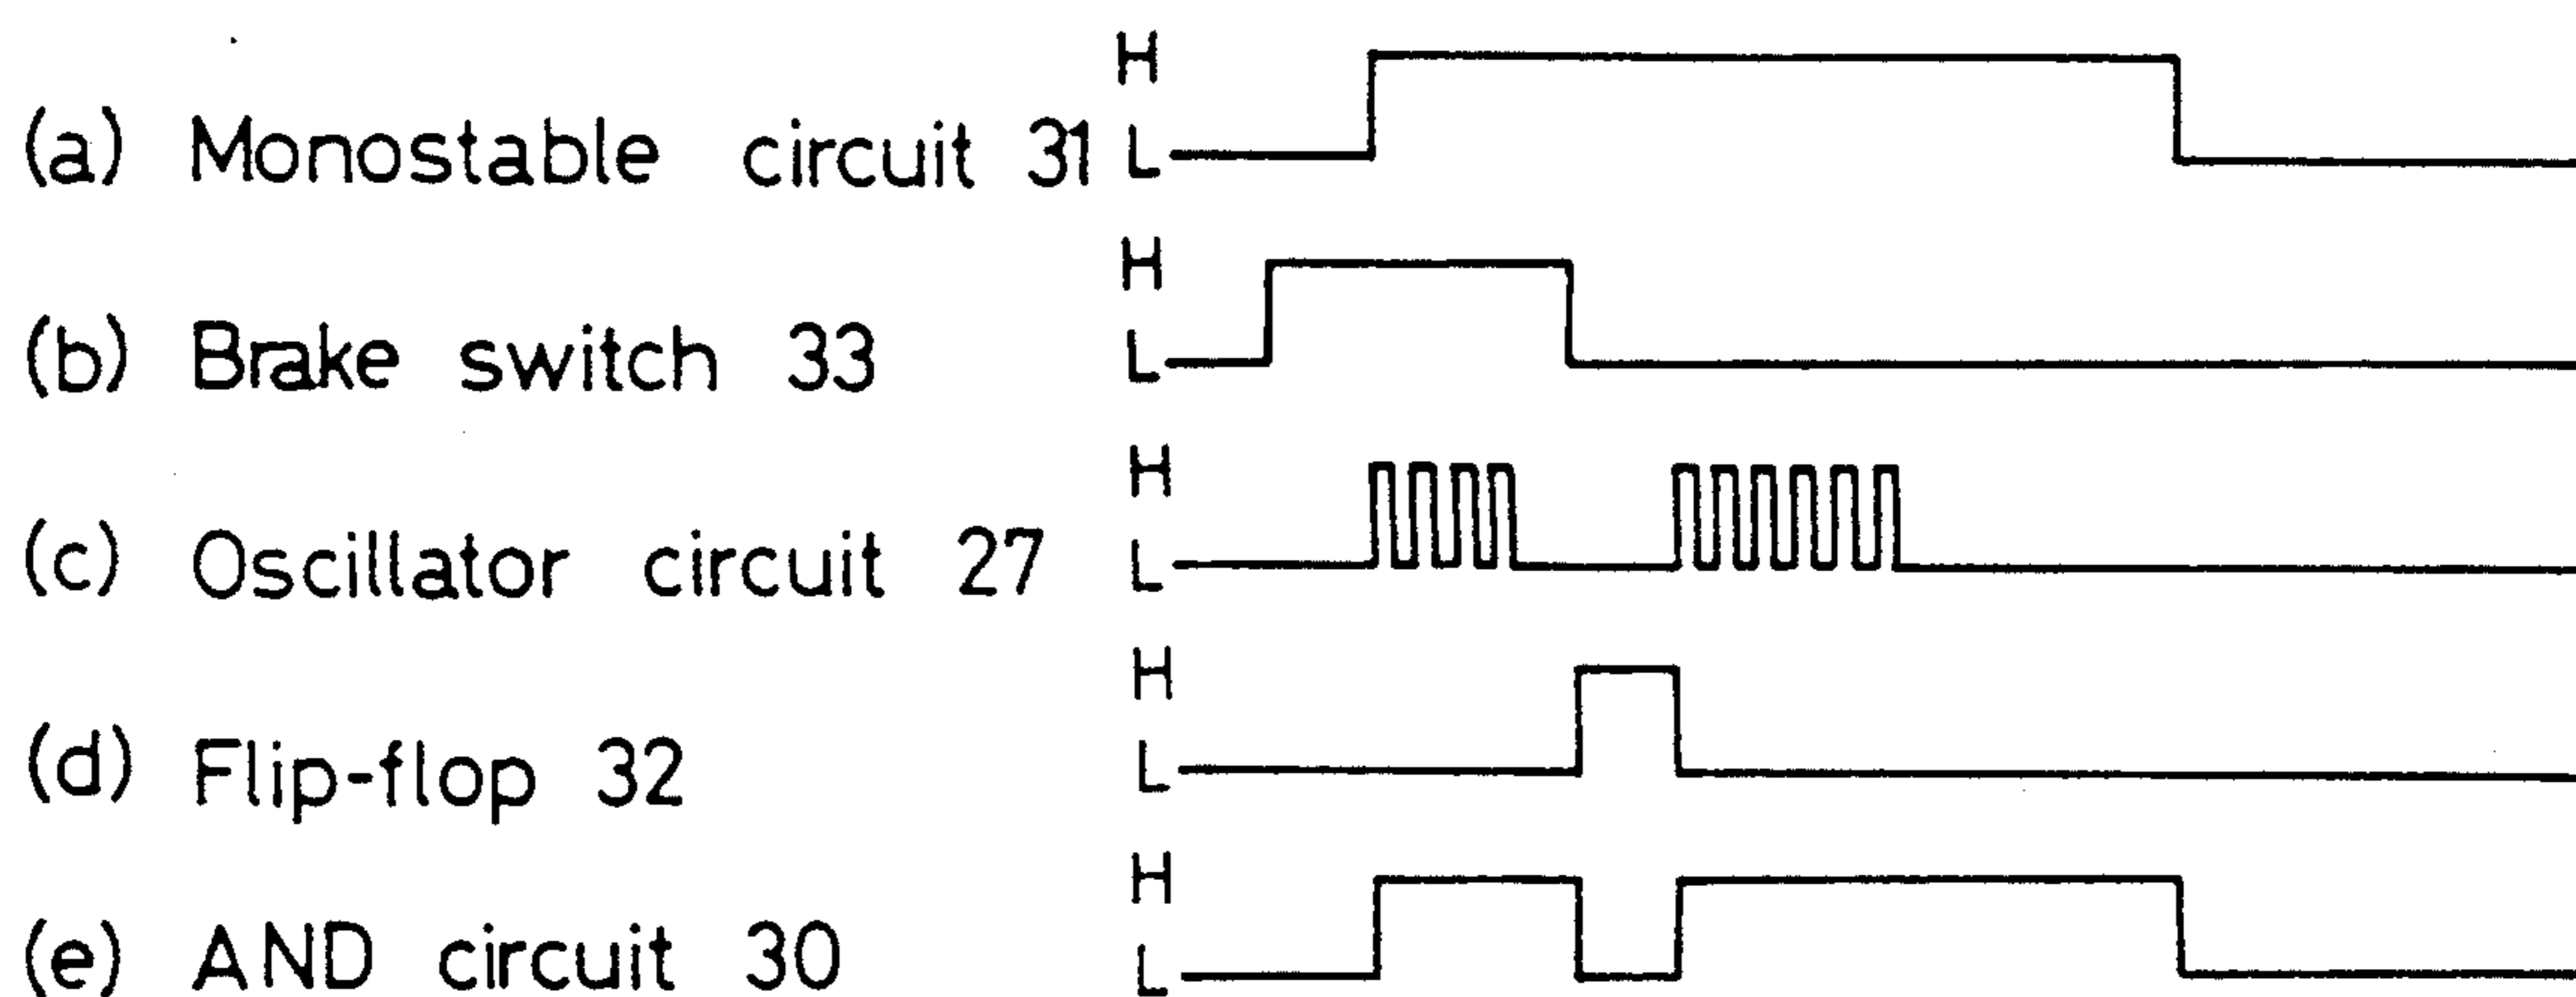 H
(a) Monostable circuit 31 L
H
(b) Brake switch 33 L
H
(c) Oscillator circuit 27 L
H
(d) Flip-flop 32 L
H
(e) AND circuit 30 L